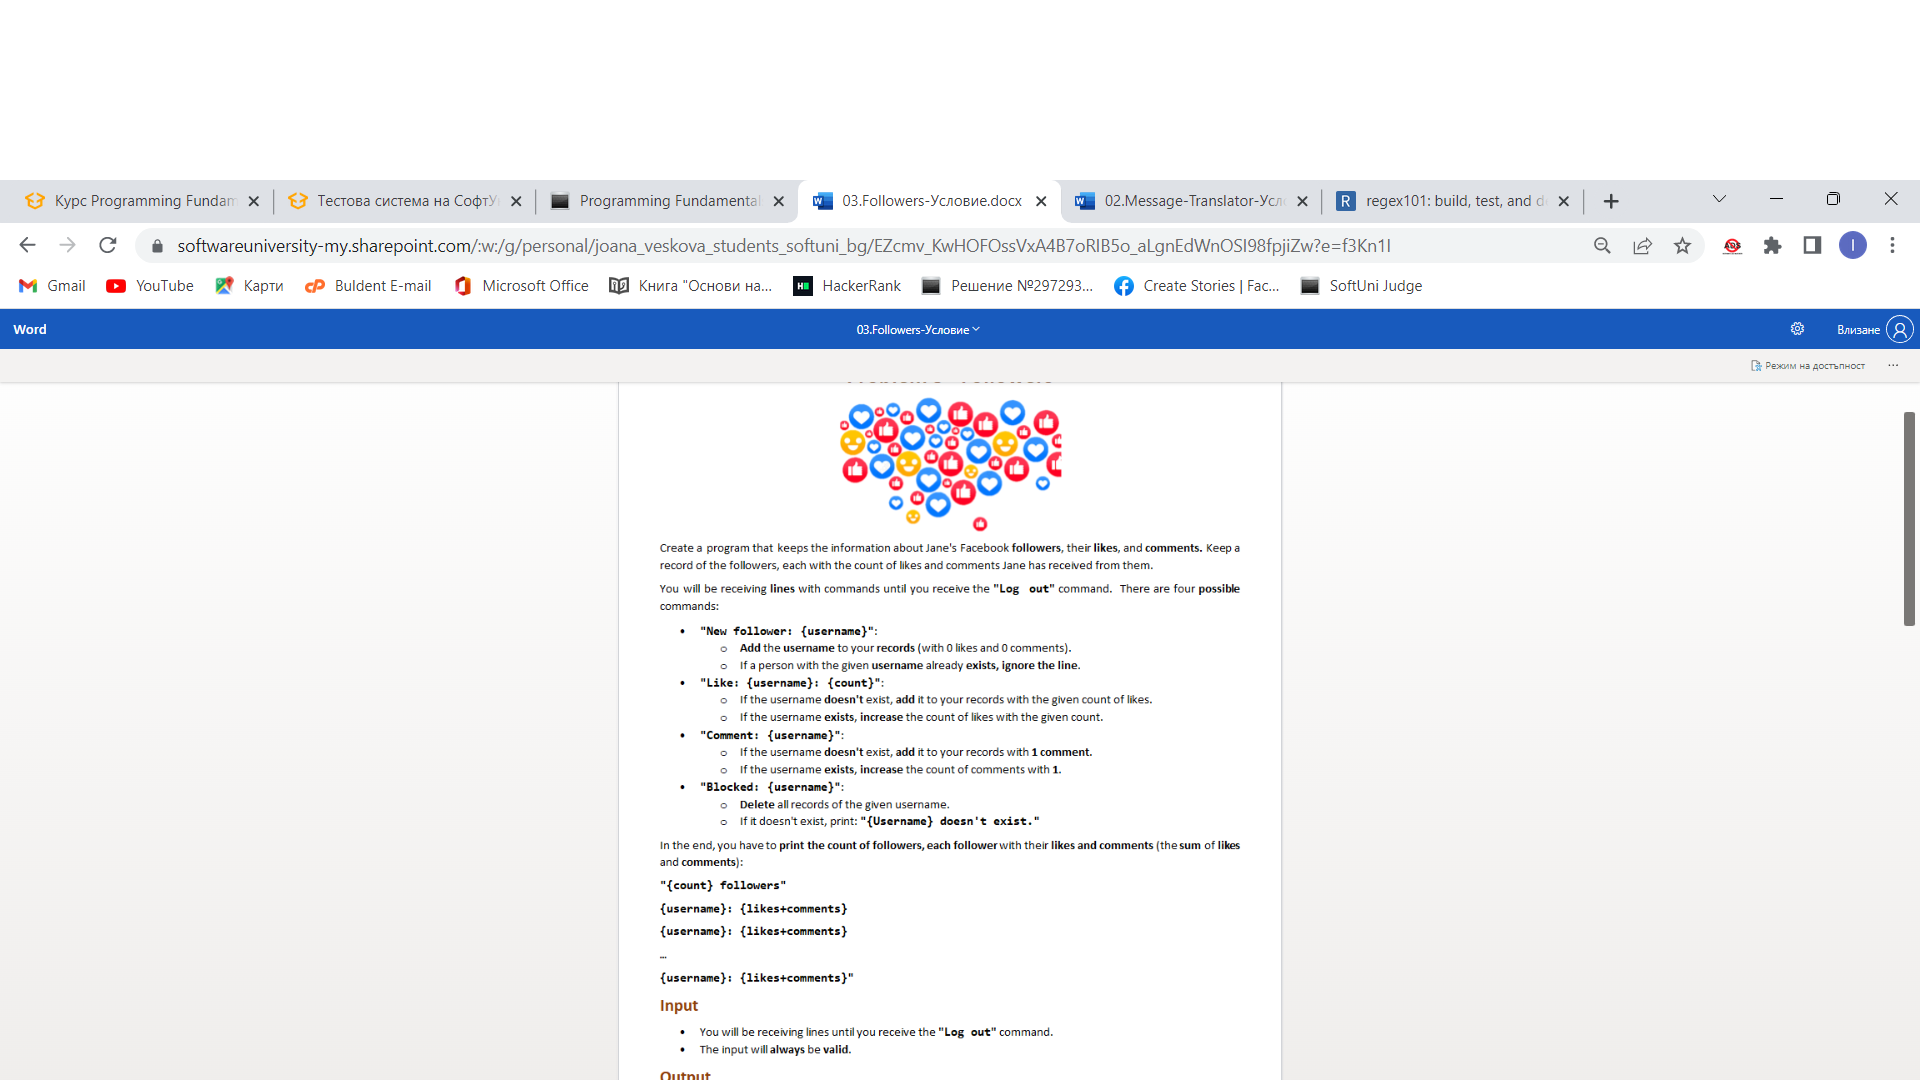 Курс Programming Fundam
Тестова система на СофтУ
Programming Fundamental
03.Followers-Условие.docx
02.Message-Translator-Усло
regex101: build, test, and d
softwareuniversity-my.sharepoint.com/:w:/g/personal/joana_veskova_students_softuni_bg/EZcmv_KwHOFOssVxA4B7oRIB5o_aLgnEdWnOSI98fpjiZw?e=f3Kn1I
Gmail
YouTube
Карти
Buldent E-mail
Microsoft Office
Книга "Основи на...
HackerRank
Решение №297293...
Create Stories | Fac...
SoftUni Judge
Word
03.Followers-Условие
Влизане
Режим на достъпност
Create a program that keeps the information about Jane's Facebook followers, their likes, and comments. Keep a
record of the followers, each with the count of likes and comments Jane has received from them.
You will be receiving lines with commands until you receive the "Log out" command. There are four possible
commands:
• "New follower: {username}":
o Add the username to your records (with 0 likes and 0 comments).
o If a person with the given username already exists, ignore the line.
• "Like: {username}: {count}":
o If the username doesn't exist, add it to your records with the given count of likes.
o If the username exists, increase the count of likes with the given count.
• "Comment: {username}":
o If the username doesn't exist, add it to your records with 1 comment.
o If the username exists, increase the count of comments with 1.
• "Blocked: {username}":
o Delete all records of the given username.
o If it doesn't exist, print: "{Username} doesn't exist."
In the end, you have to print the count of followers, each follower with their likes and comments (the sum of likes
and comments):
"{count} followers"
{username}: {likes+comments}
{username}: {likes+comments}
…
{username}: {likes+comments}"
Input
• You will be receiving lines until you receive the "Log out" command.
• The input will always be valid.
Output